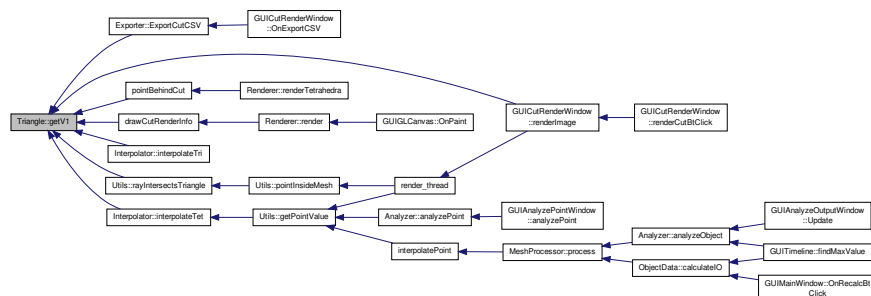 Exporter::ExportCutCSV
GUICutRenderWindow
::OnExportCSV
pointBehindCut
Renderer::renderTetrahedra
GUICutRenderWindow
::renderImage
GUICutRenderWindow
::renderCutBtClick
Triangle::getV1
drawCutRenderInfo
Renderer::render
GUIGLCanvas::OnPaint
Interpolator::interpolateTri
Utils::rayIntersectsTriangle
Utils::pointInsideMesh
render_thread
Interpolator::interpolateTet
Utils::getPointValue
Analyzer::analyzePoint
GUIAnalyzePointWindow
::analyzePoint
interpolatePoint
MeshProcessor::process
Analyzer::analyzeObject
GUIAnalyzeOutputWindow
::Update
GUITimeline::findMaxValue
ObjectData::calculateIO
GUIMainWindow::OnRecalcBt
Click